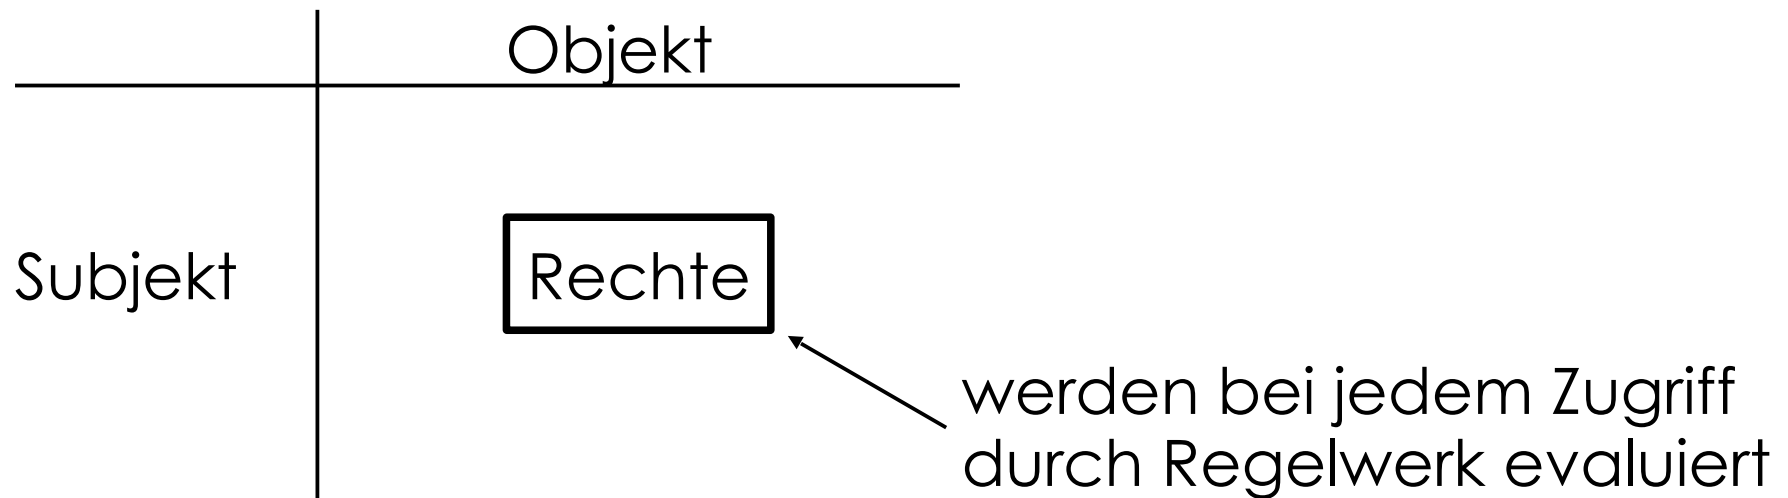 Objekt
Subjekt
Rechte
werden bei jedem Zugriff
durch Regelwerk evaluiert